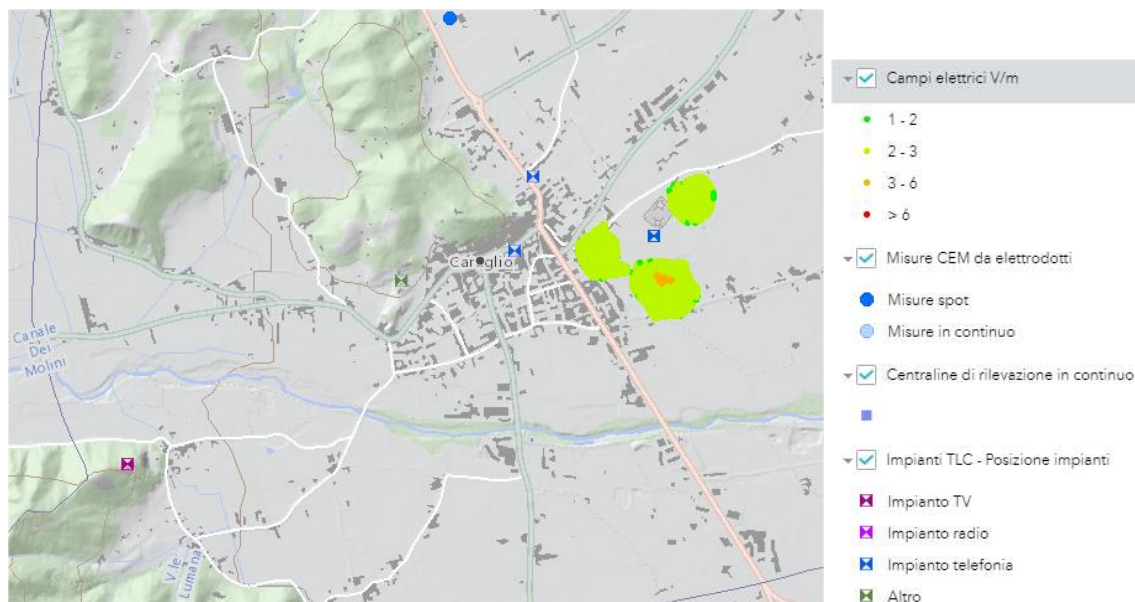 Caraglio
Canale
Dei
Molini
V le
Lumana
Campi elettrici V/m
1 - 2
2 - 3
3 - 6
> 6
Misure CEM da elettrodotti
Misure spot
Misure in continuo
Centraline di rilevazione in continuo
Impianti TLC - Posizione impianti
Impianto TV
Impianto radio
Impianto telefonia
Altro